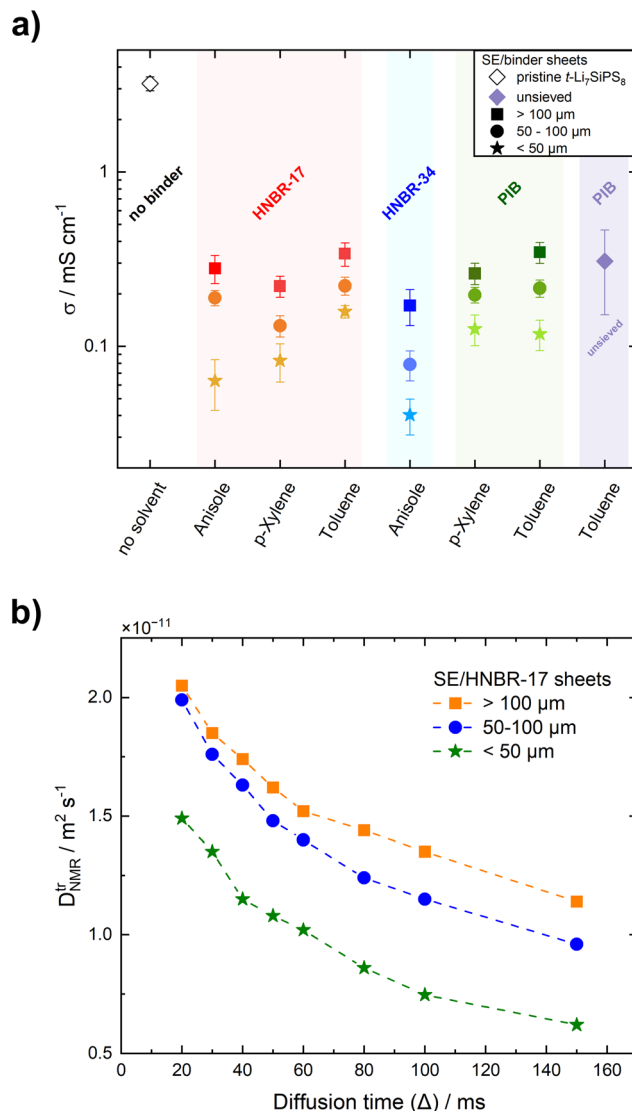 a)
SE/binder sheets
pristine t-Li₇SiPS₈
unsieved
> 100 µm
50 - 100 µm
< 50 µm
1
0.1
σ / mS cm⁻¹
no binder
HNBR-17
HNBR-34
PIB
PIB
unsieved
no solvent
Anisole
p-Xylene
Toluene
Anisole
p-Xylene
Toluene
Toluene
b)
×10⁻¹¹
SE/HNBR-17 sheets
> 100 µm
50-100 µm
< 50 µm
2.0
1.5
1.0
0.5
D^tr_NMR / m² s⁻¹
0 20 40 60 80 100 120 140 160
Diffusion time (Δ) / ms